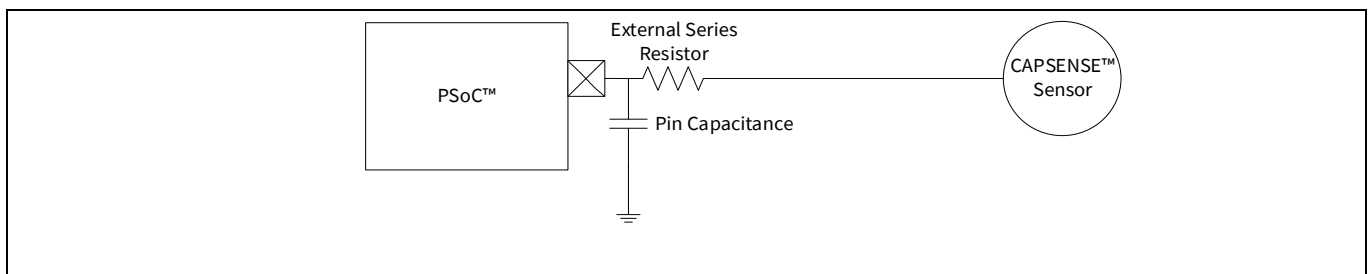 External Series
Resistor
PSoC™
CAPSENSE™
Sensor
Pin Capacitance